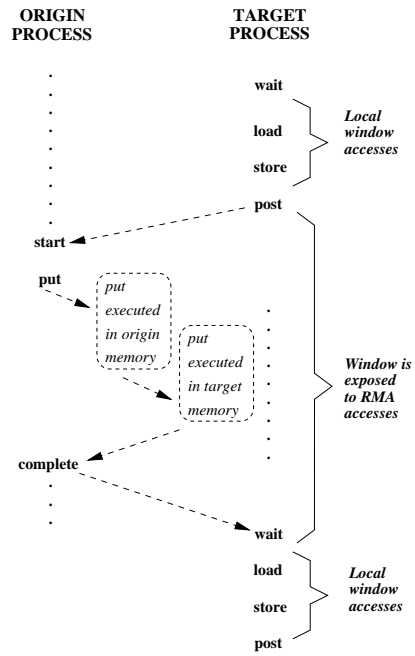 ORIGIN
PROCESS
TARGET
PROCESS
wait
load
store
Local
window
accesses
post
start
put
put
executed
in origin
memory
put
executed
in target
memory
Window is
exposed
to RMA
accesses
complete
wait
load
store
post
Local
window
accesses